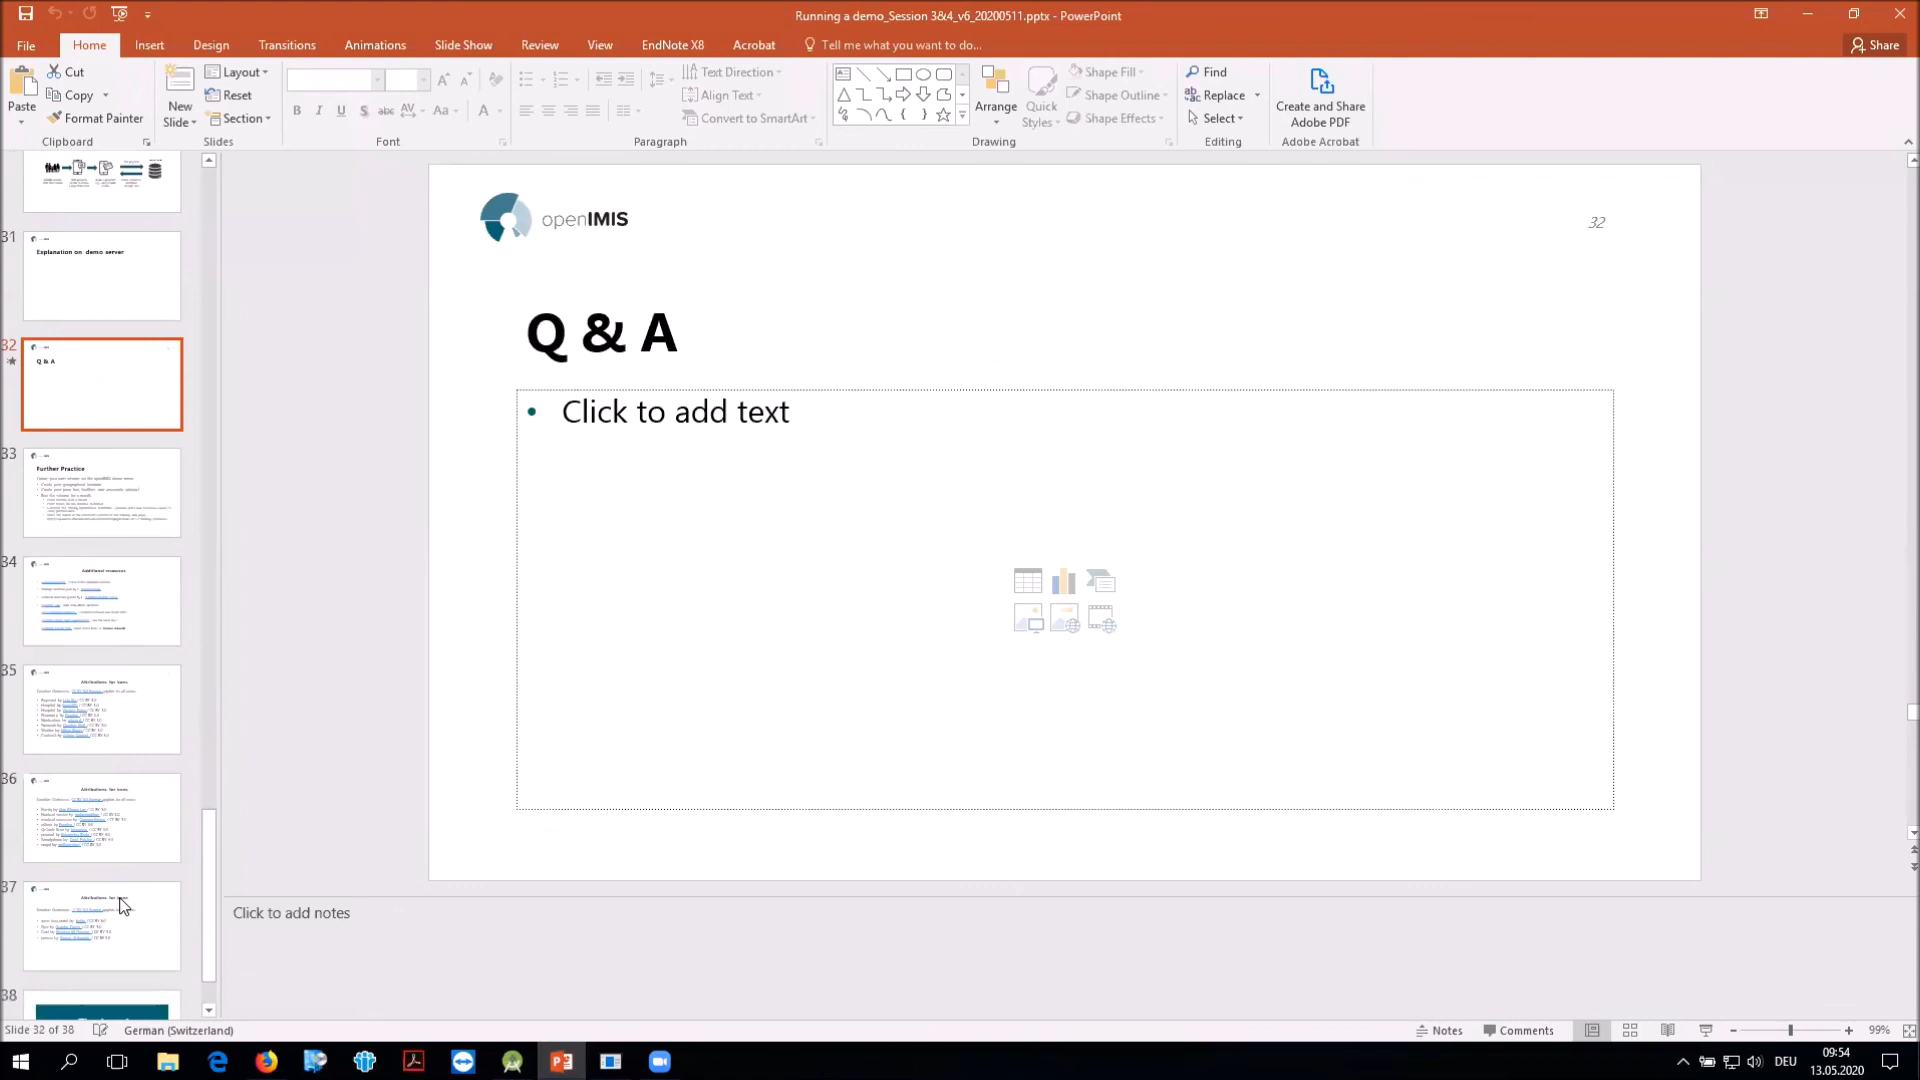 Running a demo_Session 3&4_v6_20200511.pptx - PowerPoint
File Home Insert Design Transitions Animations Slide Show Review View EndNote X8 Acrobat Tell me what you want to do... Share
Paste
Cut
Copy
Format Painter
Clipboard
New Slide
Layout
Reset
Section
Slides
B I U S abc AV Aa A
Font
Text Direction
Align Text
Convert to SmartArt
Paragraph
Arrange
Quick Styles
Shape Fill
Shape Outline
Shape Effects
Drawing
Find
Replace
Select
Editing
Create and Share Adobe PDF
Adobe Acrobat
31
Explanation on demo server
32
Q & A
33
Further Practice
34
Additional resources
35
Attributions for icons
36
Attributions for icons
37
Attributions for icons
38
openIMIS
32
Q & A
• Click to add text
Click to add notes
Slide 32 of 38 German (Switzerland) Notes Comments 99%
DEU
09:54
13.05.2020